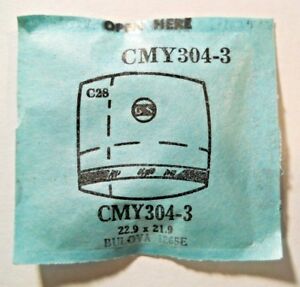 OPEN HERE
CMY304-3
C28
GS
CMY304-3
22.9 x 21.9
BULOVA